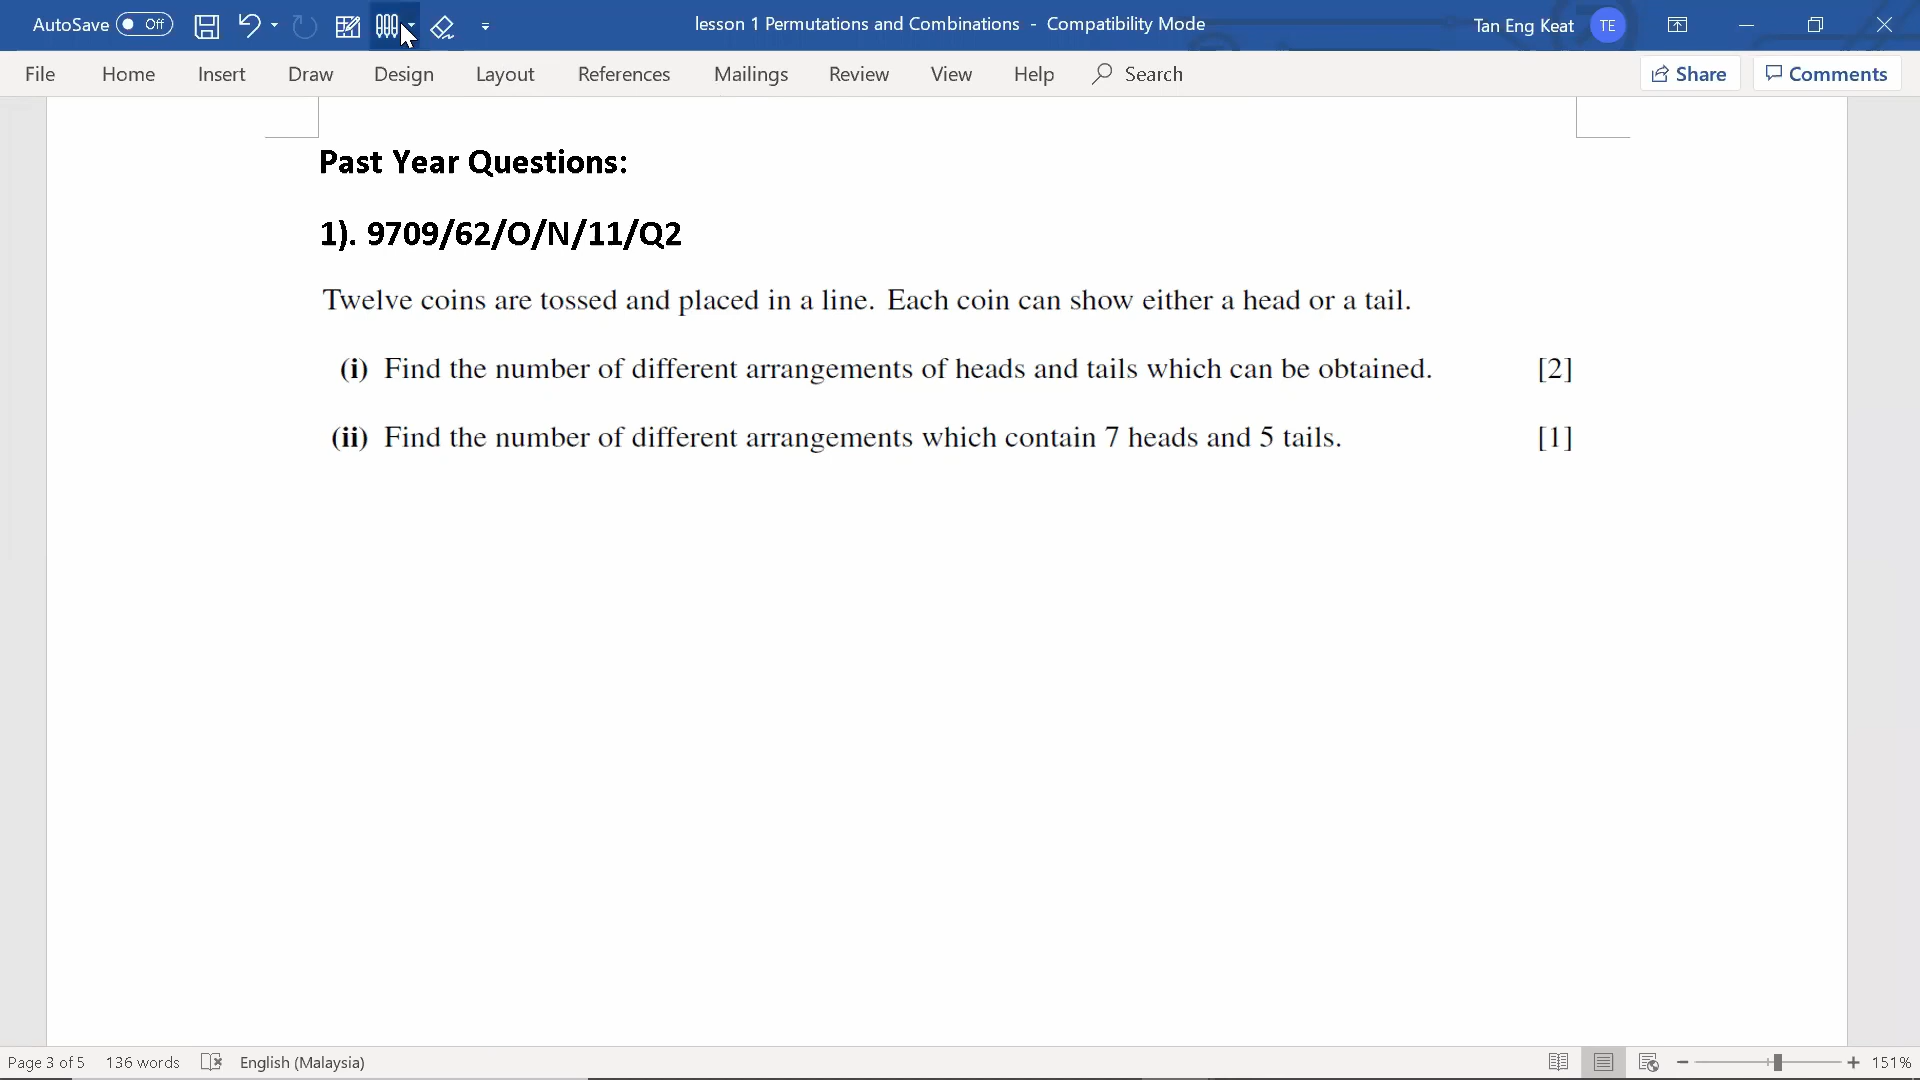 AutoSave Off lesson 1 Permutations and Combinations - Compatibility Mode Tan Eng Keat TE
File Home Insert Draw Design Layout References Mailings Review View Help Search Share Comments
Past Year Questions:
1). 9709/62/O/N/11/Q2
Twelve coins are tossed and placed in a line. Each coin can show either a head or a tail.
(i) Find the number of different arrangements of heads and tails which can be obtained. [2]
(ii) Find the number of different arrangements which contain 7 heads and 5 tails. [1]
Page 3 of 5 136 words English (Malaysia) 151%